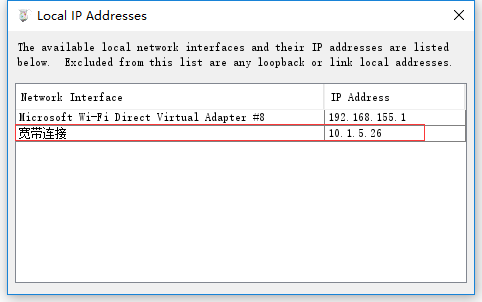 Local IP Addresses
The available local network interfaces and their IP addresses are listed
below. Excluded from this list are any loopback or link local addresses.
Network Interface IP Address
Microsoft Wi-Fi Direct Virtual Adapter #8 192.168.155.1
宽带连接 10.1.5.26